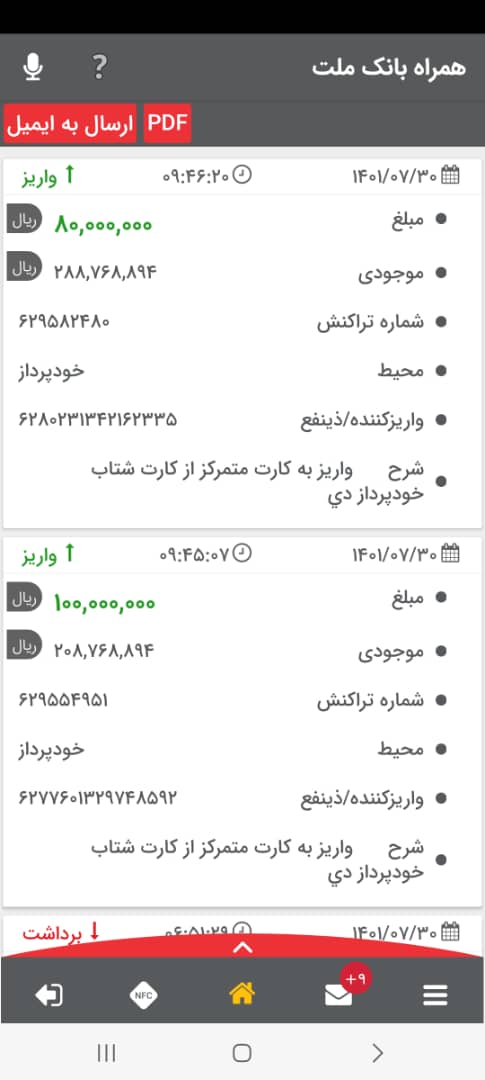 همراه بانک ملت
?
PDF ارسال به ایمیل
۱۴۰۱/۰۷/۳۰ ۰۹:۴۶:۲۰ واریز
مبلغ ۸۰,۰۰۰,۰۰۰ ریال
موجودی ۲۸۸,۷۶۸,۸۹۴ ریال
شماره تراکنش ۶۲۹۵۸۲۴۸۰
محیط خودپرداز
واریزکننده/ذینفع ۶۲۸۰۲۳۱۳۴۲۱۶۲۳۳۵
شرح واریز به کارت متمرکز از کارت شتاب
خودپرداز دي
۱۴۰۱/۰۷/۳۰ ۰۹:۴۵:۰۷ واریز
مبلغ ۱۰۰,۰۰۰,۰۰۰ ریال
موجودی ۲۰۸,۷۶۸,۸۹۴ ریال
شماره تراکنش ۶۲۹۵۵۴۹۵۱
محیط خودپرداز
واریزکننده/ذینفع ۶۲۷۷۶۰۱۳۲۹۷۴۸۵۹۲
شرح واریز به کارت متمرکز از کارت شتاب
خودپرداز دي
۱۴۰۱/۰۷/۳۰ ۰۶:۵۱:۲۹ برداشت
+۹
NFC